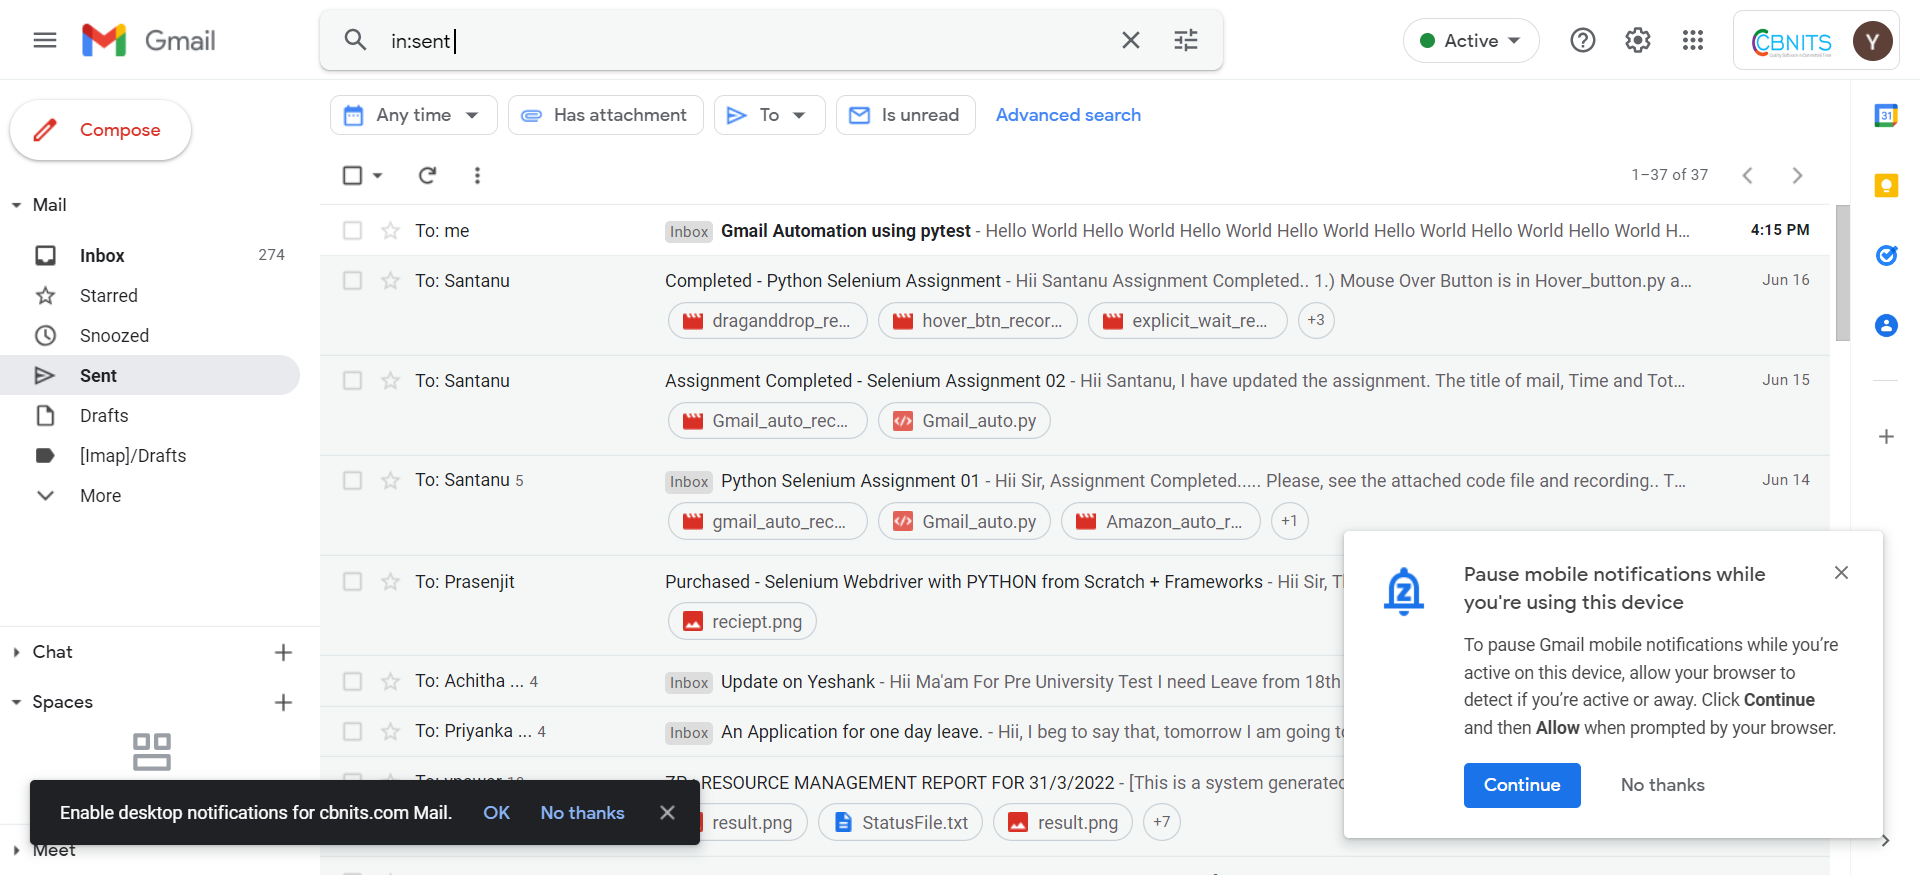 Gmail
in:sent
Active
CBNITS
Y
Compose
Any time
Has attachment
To
Is unread
Advanced search
31
1–37 of 37
Mail
Inbox 274
Starred
Snoozed
Sent
Drafts
[Imap]/Drafts
More
Chat
Spaces
Meet
To: me Inbox Gmail Automation using pytest - Hello World Hello World Hello World Hello World Hello World Hello World Hello World H... 4:15 PM
To: Santanu Completed - Python Selenium Assignment - Hii Santanu Assignment Completed.. 1.) Mouse Over Button is in Hover_button.py a... Jun 16
draganddrop_re... hover_btn_recor... explicit_wait_re... +3
To: Santanu Assignment Completed - Selenium Assignment 02 - Hii Santanu, I have updated the assignment. The title of mail, Time and Tot... Jun 15
Gmail_auto_rec... Gmail_auto.py
To: Santanu 5 Inbox Python Selenium Assignment 01 - Hii Sir, Assignment Completed..... Please, see the attached code file and recording.. T... Jun 14
gmail_auto_rec... Gmail_auto.py Amazon_auto_r... +1
To: Prasenjit Purchased - Selenium Webdriver with PYTHON from Scratch + Frameworks - Hii Sir, T
reciept.png
To: Achitha ... 4 Inbox Update on Yeshank - Hii Ma'am For Pre University Test I need Leave from 18th
To: Priyanka ... 4 Inbox An Application for one day leave. - Hii, I beg to say that, tomorrow I am going to
RESOURCE MANAGEMENT REPORT FOR 31/3/2022 - [This is a system generated
result.png StatusFile.txt result.png +7
Pause mobile notifications while
you're using this device
To pause Gmail mobile notifications while you're
active on this device, allow your browser to
detect if you're active or away. Click Continue
and then Allow when prompted by your browser.
Continue No thanks
Enable desktop notifications for cbnits.com Mail. OK No thanks